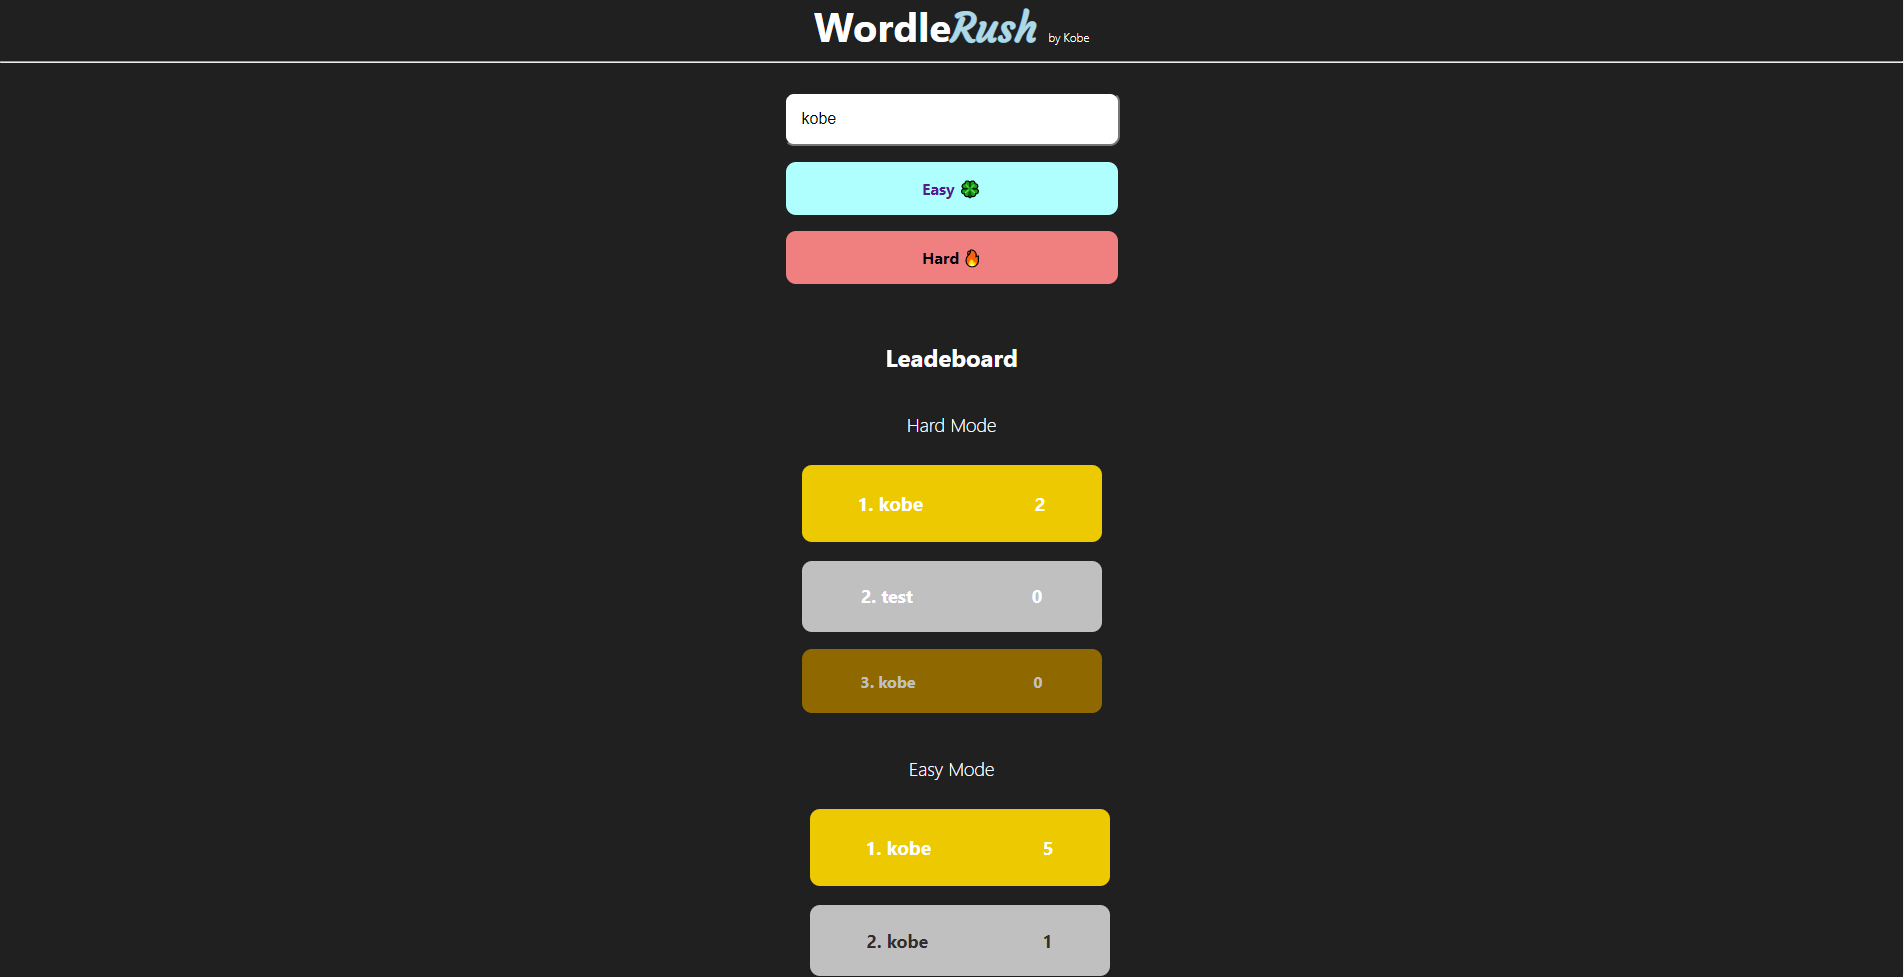 WordleRush by Kobe
kobe
Easy 🍀
Hard 🔥
Leadeboard
Hard Mode
1. kobe 2
2. test 0
3. kobe 0
Easy Mode
1. kobe 5
2. kobe 1